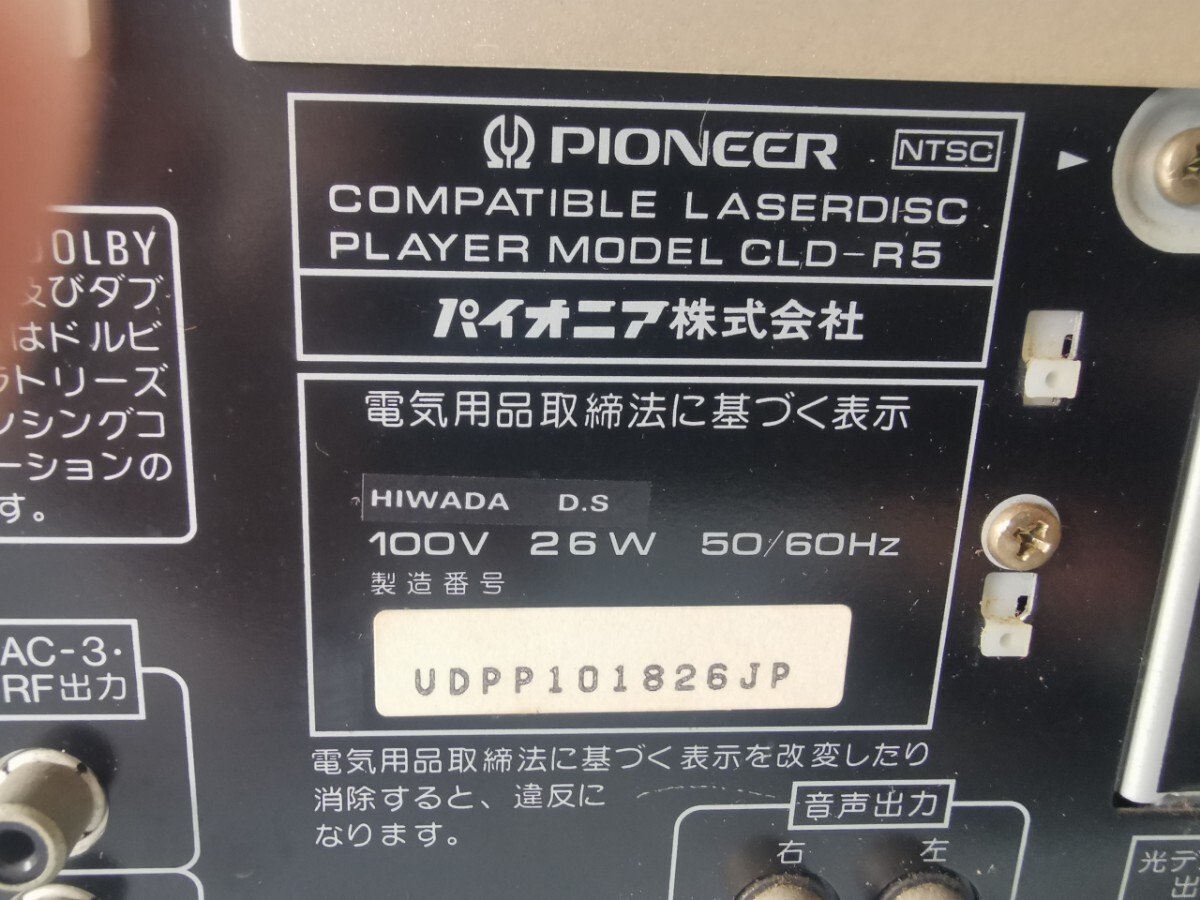 PIONEER NTSC
COMPATIBLE LASERDISC
PLAYER MODEL CLD-R5
パイオニア株式会社
電気用品取締法に基づく表示
HIWADA D.S
100V 26W 50/60Hz
製造番号
UDPP101826JP
電気用品取締法に基づく表示を改変したり
消除すると、違反に
なります。
DOLBY
及びダブ
はドルビ
ラトリーズ
ンシングコ
ーションの
す。
AC-3・
RF出力
音声出力
右 左
光デ
出